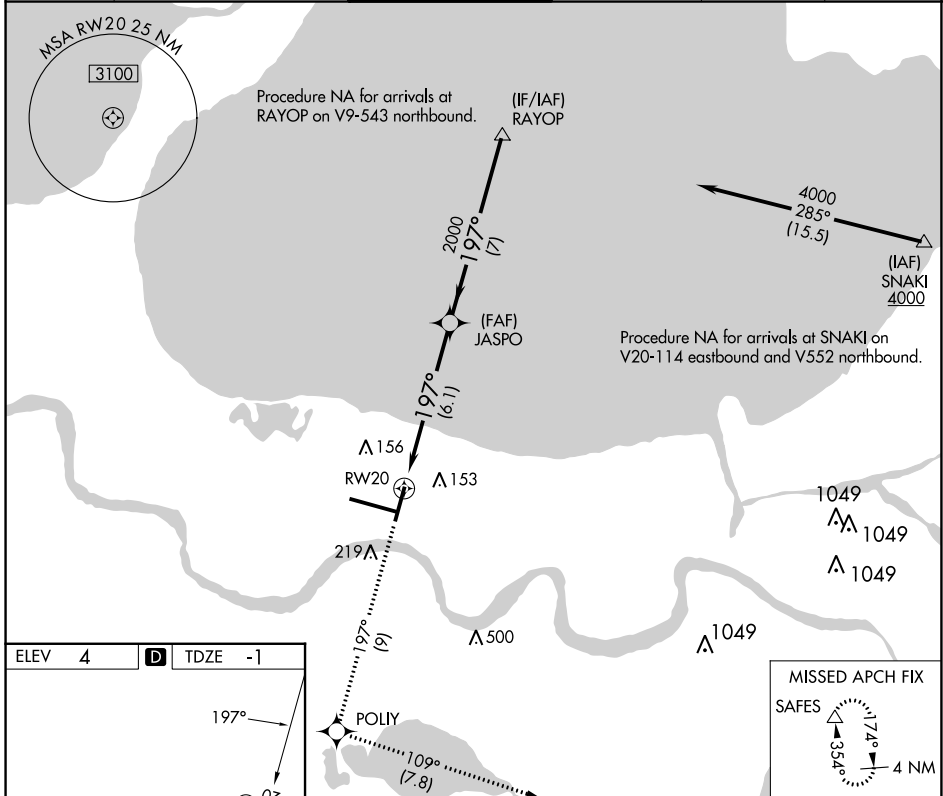 MSA RW20 25 NM
3100
Procedure NA for arrivals at
RAYOP on V9-543 northbound.
(IF/IAF)
RAYOP
2000
197°
(7)
4000
285°
(15.5)
(IAF)
SNAKI
4000
(FAF)
JASPO
Procedure NA for arrivals at SNAKI on
V20-114 eastbound and V552 northbound.
197°
(6.1)
156
RW20
153
1049
1049
1049
219
197°
(9)
500
1049
ELEV 4 D TDZE -1
197°
POLIY
109°
(7.8)
MISSED APCH FIX
SAFES
174°
354°
4 NM